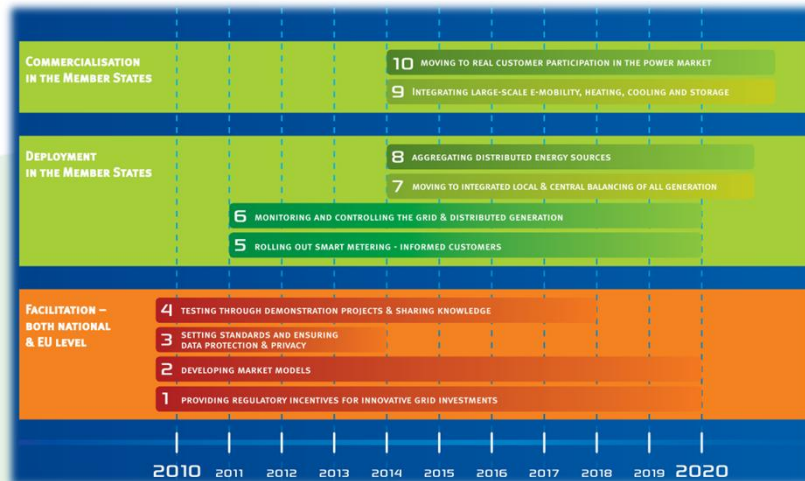 COMMERCIALISATION
IN THE MEMBER STATES
10 MOVING TO REAL CUSTOMER PARTICIPATION IN THE POWER MARKET
9 INTEGRATING LARGE-SCALE E-MOBILITY, HEATING, COOLING AND STORAGE
DEPLOYMENT
IN THE MEMBER STATES
8 AGGREGATING DISTRIBUTED ENERGY SOURCES
7 MOVING TO INTEGRATED LOCAL & CENTRAL BALANCING OF ALL GENERATION
6 MONITORING AND CONTROLLING THE GRID & DISTRIBUTED GENERATION
5 ROLLING OUT SMART METERING - INFORMED CUSTOMERS
FACILITATION –
BOTH NATIONAL
& EU LEVEL
4 TESTING THROUGH DEMONSTRATION PROJECTS & SHARING KNOWLEDGE
3 SETTING STANDARDS AND ENSURING
DATA PROTECTION & PRIVACY
2 DEVELOPING MARKET MODELS
1 PROVIDING REGULATORY INCENTIVES FOR INNOVATIVE GRID INVESTMENTS
2010 2011 2012 2013 2014 2015 2016 2017 2018 2019 2020